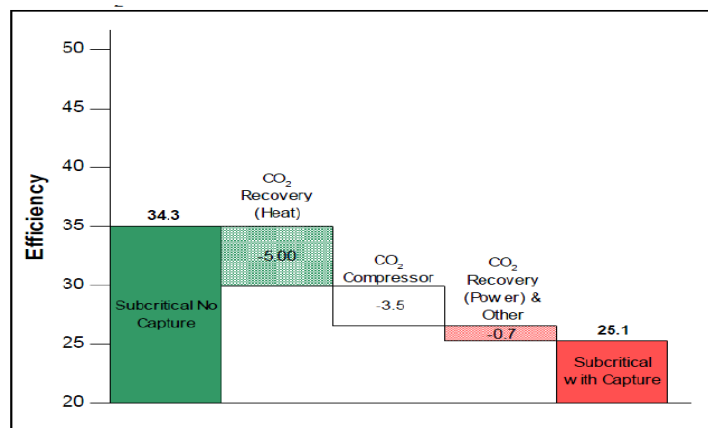 50
45
40
35
30
25
20
Efficiency
34.3
Subcritical No
Capture
CO2
Recovery
(Heat)
-5.00
CO2
Compressor
-3.5
CO2
Recovery
(Power) &
Other
-0.7
25.1
Subcritical
with Capture